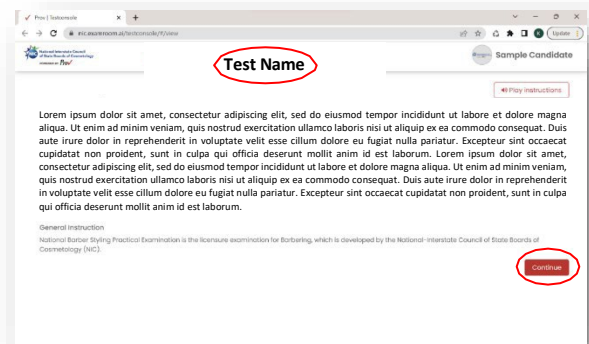 Prov | Testconsole
nic.examroom.ai/testconsole/#/view
Update
National-Interstate Council
of State Boards of Cosmetology
POWERED BY Prov
Test Name
Sample Candidate
Play Instructions
Lorem ipsum dolor sit amet, consectetur adipiscing elit, sed do eiusmod tempor incididunt ut labore et dolore magna
aliqua. Ut enim ad minim veniam, quis nostrud exercitation ullamco laboris nisi ut aliquip ex ea commodo consequat. Duis
aute irure dolor in reprehenderit in voluptate velit esse cillum dolore eu fugiat nulla pariatur. Excepteur sint occaecat
cupidatat non proident, sunt in culpa qui officia deserunt mollit anim id est laborum. Lorem ipsum dolor sit amet,
consectetur adipiscing elit, sed do eiusmod tempor incididunt ut labore et dolore magna aliqua. Ut enim ad minim veniam,
quis nostrud exercitation ullamco laboris nisi ut aliquip ex ea commodo consequat. Duis aute irure dolor in reprehenderit
in voluptate velit esse cillum dolore eu fugiat nulla pariatur. Excepteur sint occaecat cupidatat non proident, sunt in culpa
qui officia deserunt mollit anim id est laborum.
General Instruction
National Barber Styling Practical Examination is the licensure examination for Barbering, which is developed by the National-Interstate Council of State Boards of
Cosmetology (NIC).
Continue